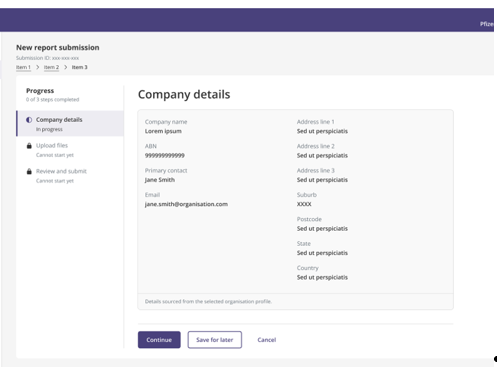 Pfize
New report submission
Submission ID: xxx-xxx-xxx
Item 1 > Item 2 > Item 3
Progress
0 of 3 steps completed
Company details
In progress
Upload files
Cannot start yet
Review and submit
Cannot start yet
Company details
Company name
Lorem ipsum
ABN
999999999999
Primary contact
Jane Smith
Email
jane.smith@organisation.com
Address line 1
Sed ut perspiciatis
Address line 2
Sed ut perspiciatis
Address line 3
Sed ut perspiciatis
Suburb
XXXX
Postcode
Sed ut perspiciatis
State
Sed ut perspiciatis
Country
Sed ut perspiciatis
Details sourced from the selected organisation profile.
Continue
Save for later
Cancel